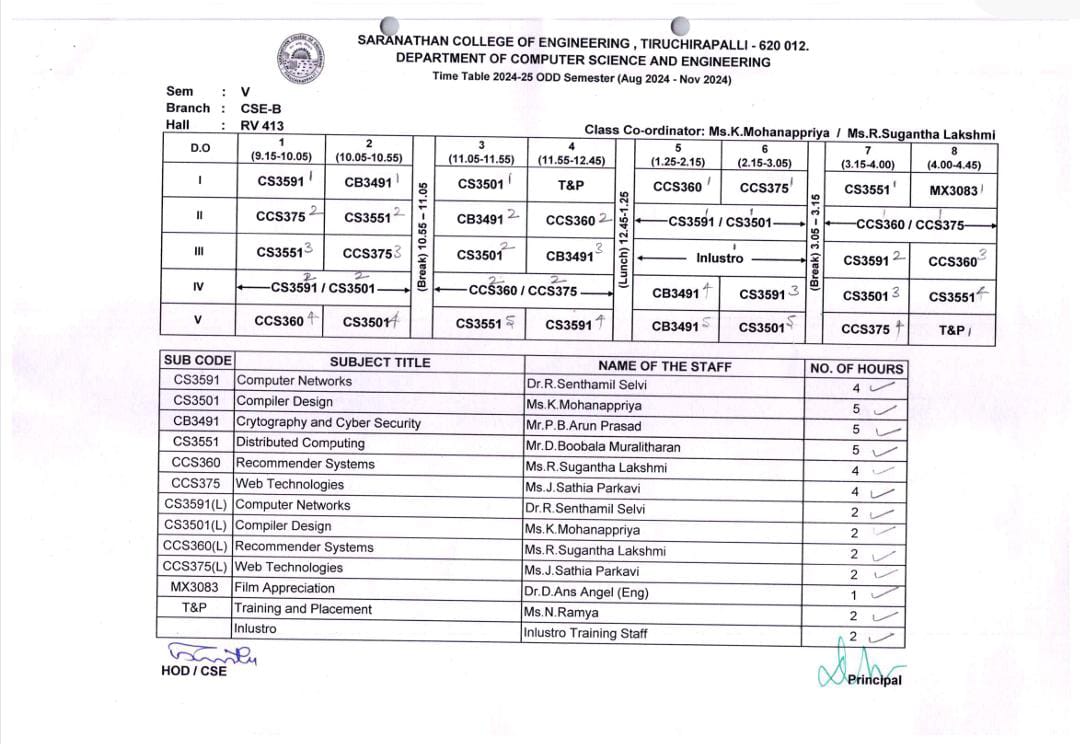 SARANATHAN COLLEGE OF ENGINEERING , TIRUCHIRAPALLI - 620 012.
DEPARTMENT OF COMPUTER SCIENCE AND ENGINEERING
Time Table 2024-25 ODD Semester (Aug 2024 - Nov 2024)
Sem : V
Branch : CSE-B
Hall : RV 413
Class Co-ordinator: Ms.K.Mohanappriya / Ms.R.Sugantha Lakshmi
D.O 1 2 3 4 5 6 7 8
(9.15-10.05) (10.05-10.55) (11.05-11.55) (11.55-12.45) (1.25-2.15) (2.15-3.05) (3.15-4.00) (4.00-4.45)
(Break) 10.55 – 11.05
(Lunch) 12.45-1.25
(Break) 3.05 – 3.15
I CS3591 1 CB3491 1 CS3501 1 T&P CCS360 1 CCS375 1 CS3551 1 MX3083 1
II CCS375 2 CS3551 2 CB3491 2 CCS360 2 CS3591 / CS3501 1 1 CCS360 / CCS375 1 1
III CS3551 3 CCS375 3 CS3501 2 CB3491 3 Inlustro 1 CS3591 2 CCS360 3
IV CS3591 / CS3501 2 2 CCS360 / CCS375 2 2 CB3491 4 CS3591 3 CS3501 3 CS3551 4
V CCS360 4 CS3501 4 CS3551 5 CS3591 4 CB3491 5 CS3501 5 CCS375 4 T&P 1
SUB CODE SUBJECT TITLE NAME OF THE STAFF NO. OF HOURS
CS3591 Computer Networks Dr.R.Senthamil Selvi 4
CS3501 Compiler Design Ms.K.Mohanappriya 5
CB3491 Crytography and Cyber Security Mr.P.B.Arun Prasad 5
CS3551 Distributed Computing Mr.D.Boobala Muralitharan 5
CCS360 Recommender Systems Ms.R.Sugantha Lakshmi 4
CCS375 Web Technologies Ms.J.Sathia Parkavi 4
CS3591(L) Computer Networks Dr.R.Senthamil Selvi 2
CS3501(L) Compiler Design Ms.K.Mohanappriya 2
CCS360(L) Recommender Systems Ms.R.Sugantha Lakshmi 2
CCS375(L) Web Technologies Ms.J.Sathia Parkavi 2
MX3083 Film Appreciation Dr.D.Ans Angel (Eng) 1
T&P Training and Placement Ms.N.Ramya 2
Inlustro Inlustro Training Staff 2
HOD / CSE
Principal